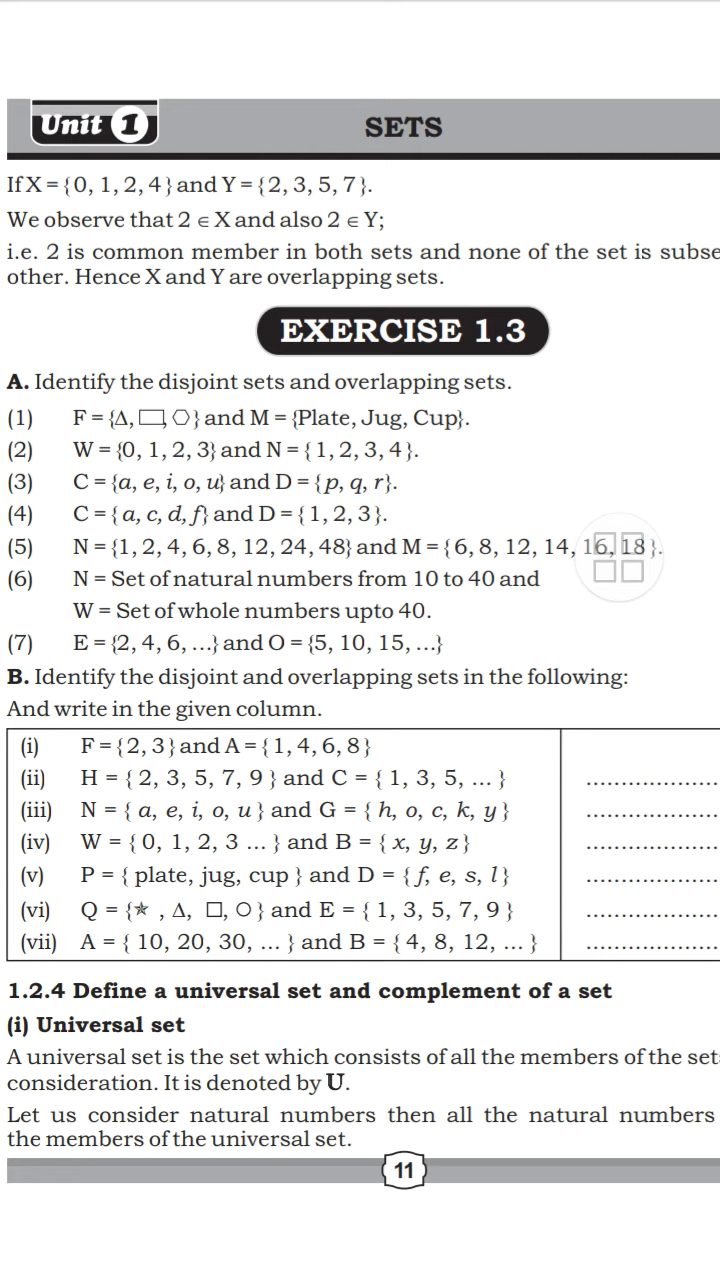 Unit 1
SETS
If X = {0, 1, 2, 4} and Y = {2, 3, 5, 7}.
We observe that 2 ∈ X and also 2 ∈ Y;
i.e. 2 is common member in both sets and none of the set is
other. Hence X and Y are overlapping sets.
EXERCISE 1.3
A. Identify the disjoint sets and overlapping sets.
(1) F = {Δ, ▭, ⬡} and M = {Plate, Jug, Cup}.
(2) W = {0, 1, 2, 3} and N = {1, 2, 3, 4}.
(3) C = {a, e, i, o, u} and D = {p, q, r}.
(4) C = {a, c, d, f} and D = {1, 2, 3}.
(5) N = {1, 2, 4, 6, 8, 12, 24, 48} and M = {6, 8, 12, 14, 16, 18}.
(6) N = Set of natural numbers from 10 to 40 and
W = Set of whole numbers upto 40.
(7) E = {2, 4, 6, ...} and O = {5, 10, 15, ...}
B. Identify the disjoint and overlapping sets in the following:
And write in the given column.
(i) F = {2, 3} and A = {1, 4, 6, 8}
(ii) H = {2, 3, 5, 7, 9} and C = {1, 3, 5, ...} ...................
(iii) N = {a, e, i, o, u} and G = {h, o, c, k, y} ...................
(iv) W = {0, 1, 2, 3 ...} and B = {x, y, z} ...................
(v) P = {plate, jug, cup} and D = {f, e, s, l} ...................
(vi) Q = {★, Δ, □, ○} and E = {1, 3, 5, 7, 9} ...................
(vii) A = {10, 20, 30, ...} and B = {4, 8, 12, ...} ...................
1.2.4 Define a universal set and complement of a set
(i) Universal set
A universal set is the set which consists of all the members of the
consideration. It is denoted by U.
Let us consider natural numbers then all the natural numbers
the members of the universal set.
11